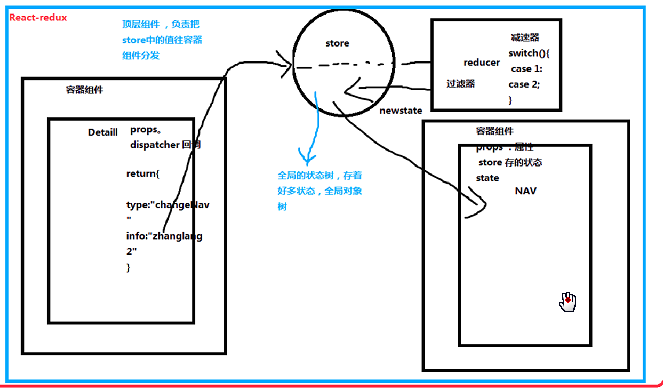 React-redux
顶层组件 ，负责把
store中的值往容器
组件分发
store
reducer
减速器
switch(){
case 1:
case 2;
}
过滤器
newstate
容器组件
Detaill
props。
dispatcher 回调
return{
type:"changeNav
"
info:"zhanglang
2"
}
全局的状态树，存着
好多状态，全局对象
树
容器组件
props ：属性
store 存的状态
state
NAV